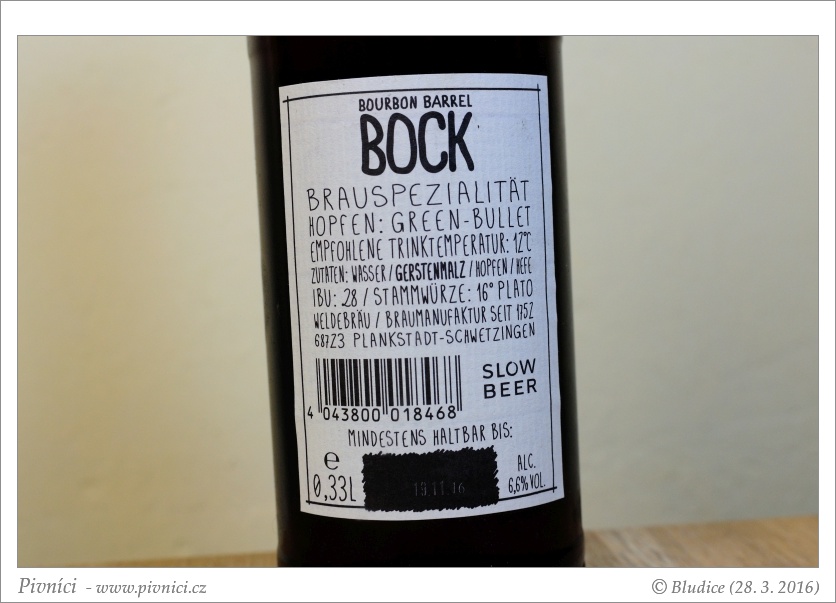 BOURBON BARREL
BOCK
BRAUSPEZIALITÄT
HOPFEN: GREEN-BULLET
EMPFOHLENE TRINKTEMPERATUR: 12°C
ZUTATEN: WASSER / GERSTENMALZ / HOPFEN / HEFE
IBU: 28 / STAMMWÜRZE: 16° PLATO
WELDEBRÄU / BRAUMANUFAKTUR SEIT 1752
68723 PLANKSTADT-SCHWETZINGEN
SLOW
BEER
4 043800 018468
MINDESTENS HALTBAR BIS:
e
0,33L
19.11.16
ALC.
6,6% VOL.
Pivníci - www.pivnici.cz
© Bludice (28. 3. 2016)